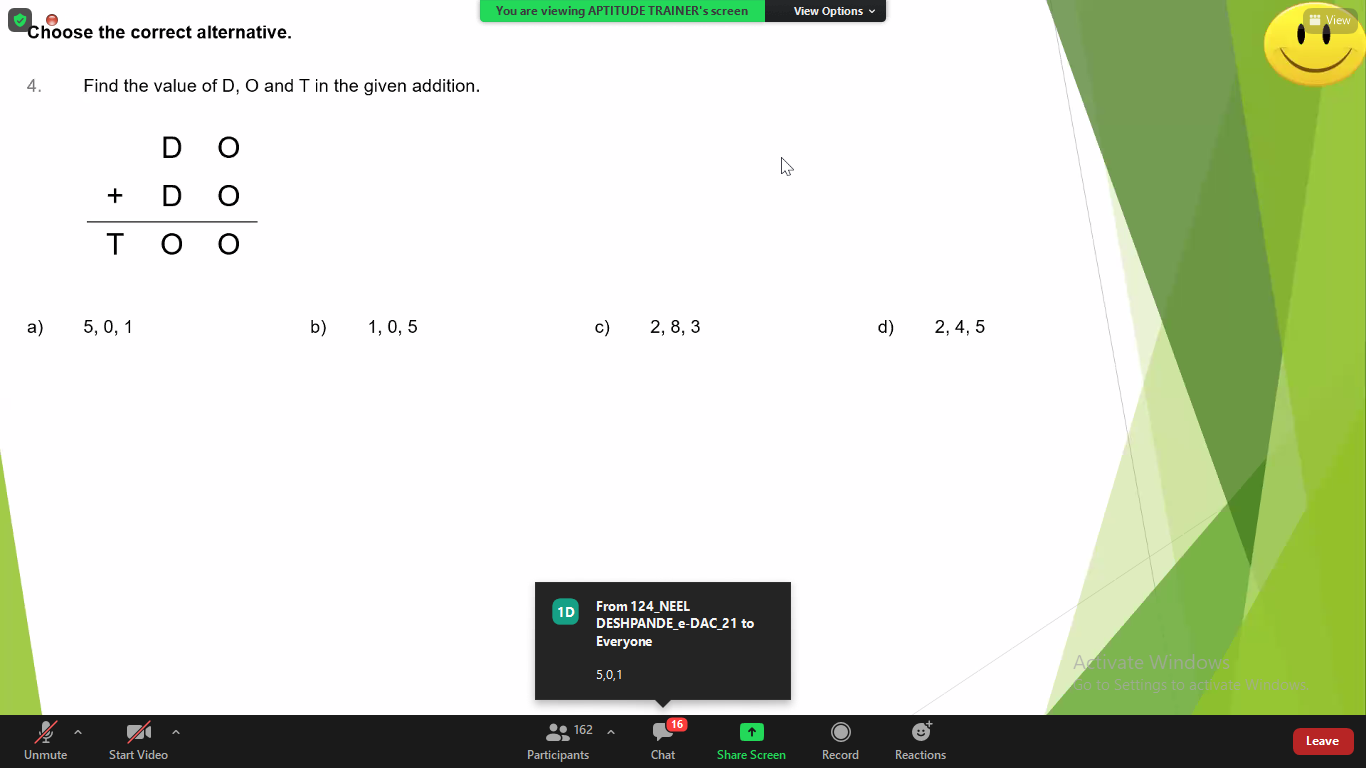 You are viewing APTITUDE TRAINER's screen View Options
View
Choose the correct alternative.
4. Find the value of D, O and T in the given addition.
D O
+ D O
T O O
a) 5, 0, 1 b) 1, 0, 5 c) 2, 8, 3 d) 2, 4, 5
1D From 124_NEEL
DESHPANDE_e-DAC_21 to
Everyone
5,0,1
Activate Windows
Go to Settings to activate Windows.
162 16
Unmute Start Video Participants Chat Share Screen Record Reactions Leave